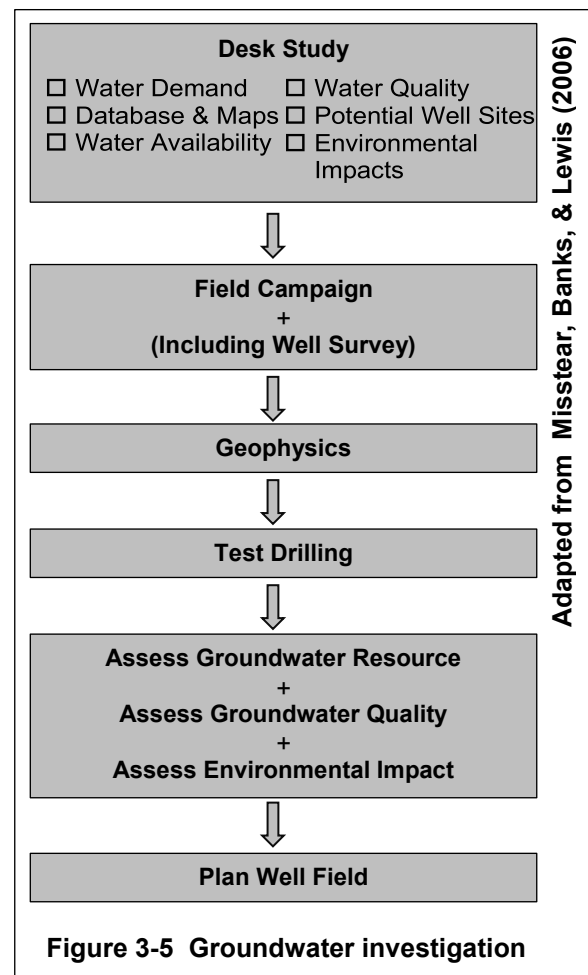 Desk Study
☐ Water Demand ☐ Water Quality
☐ Database & Maps ☐ Potential Well Sites
☐ Water Availability ☐ Environmental
Impacts
Field Campaign
+
(Including Well Survey)
Geophysics
Test Drilling
Assess Groundwater Resource
+
Assess Groundwater Quality
+
Assess Environmental Impact
Plan Well Field
Figure 3-5 Groundwater investigation
Adapted from Misstear, Banks, & Lewis (2006)